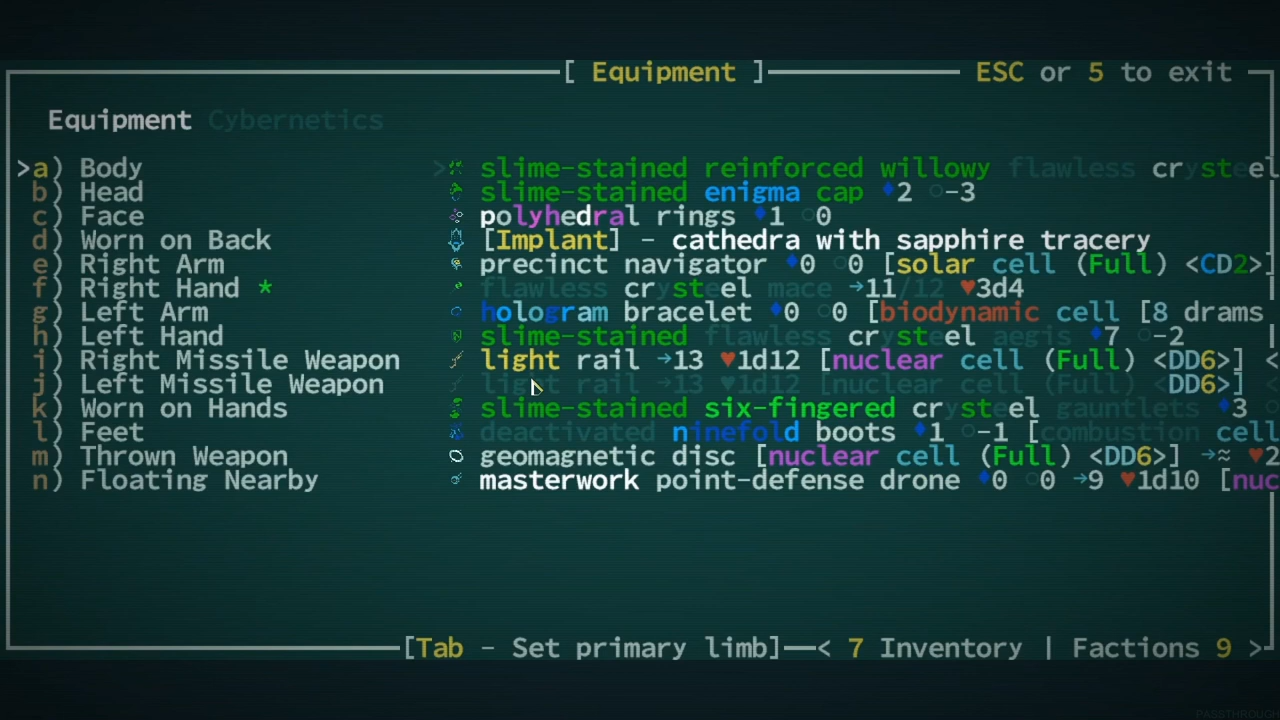 [ Equipment ] ESC or 5 to exit
Equipment Cybernetics
>a) Body > slime-stained reinforced willowy flawless crysteel
b) Head slime-stained enigma cap ♦2 ○-3
c) Face polyhedral rings ♦1 ○0
d) Worn on Back [Implant] - cathedra with sapphire tracery
e) Right Arm precinct navigator ♦0 ○0 [solar cell (Full) <CD2>]
f) Right Hand * flawless crysteel mace →11/12 ♥3d4
g) Left Arm hologram bracelet ♦0 ○0 [biodynamic cell [8 drams
h) Left Hand slime-stained flawless crysteel aegis ♦7 ○-2
i) Right Missile Weapon light rail →13 ♥1d12 [nuclear cell (Full) <DD6>] <
j) Left Missile Weapon light rail →13 ♥1d12 [nuclear cell (Full) <DD6>]
k) Worn on Hands slime-stained six-fingered crysteel gauntlets ♦3 ○
l) Feet deactivated ninefold boots ♦1 ○-1 [combustion cell
m) Thrown Weapon geomagnetic disc [nuclear cell (Full) <DD6>] →≈ ♥2
n) Floating Nearby masterwork point-defense drone ♦0 ○0 →9 ♥1d10 [nuc
[Tab - Set primary limb] < 7 Inventory | Factions 9 >